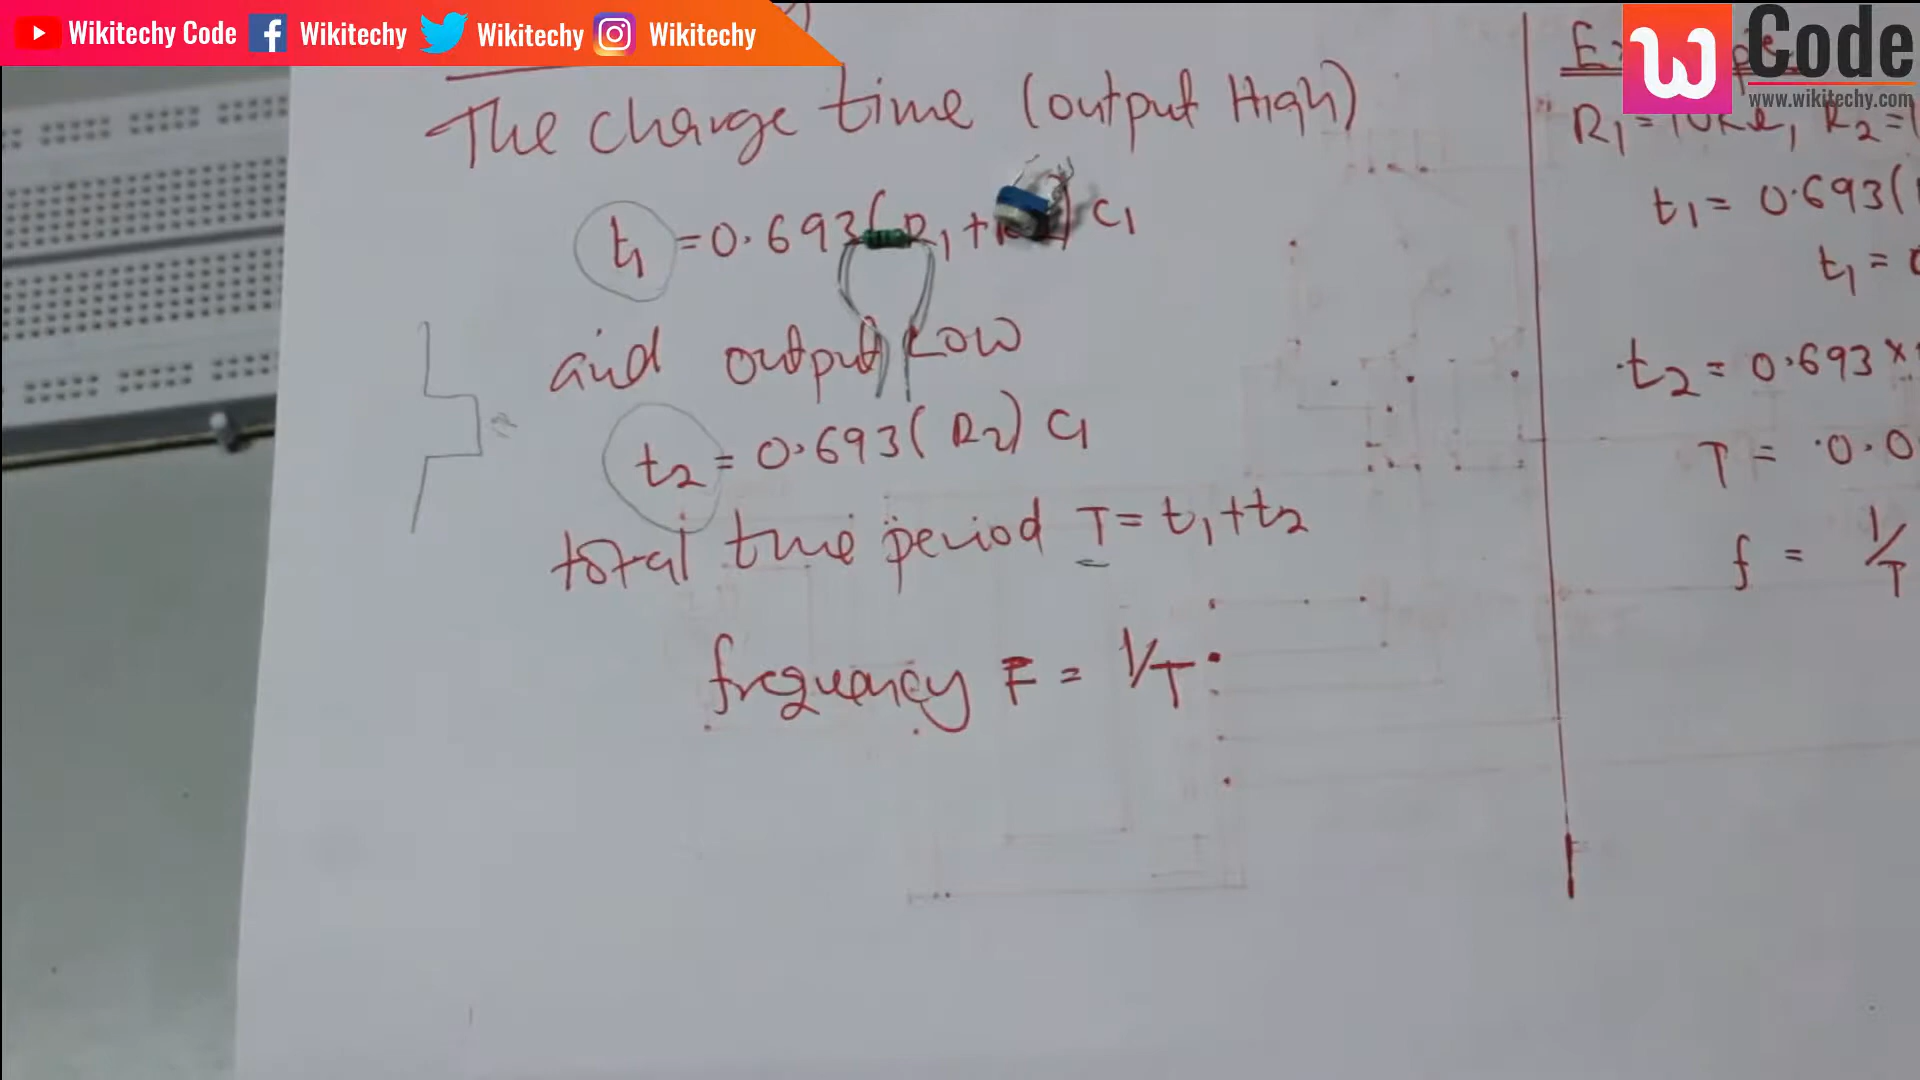 Wikitechy Code Wikitechy Wikitechy Wikitechy
Code
www.wikitechy.com
The charge time (output High)
t1 = 0.693(R1+ ) C1
and output Low
t2 = 0.693(R2) C1
total time period T = t1+t2
frequency F = 1/T
R1 = 10KΩ, R2 =
t1 = 0.693(
t1 =
t2 = 0.693 ×
T = 0.0
f = 1/T